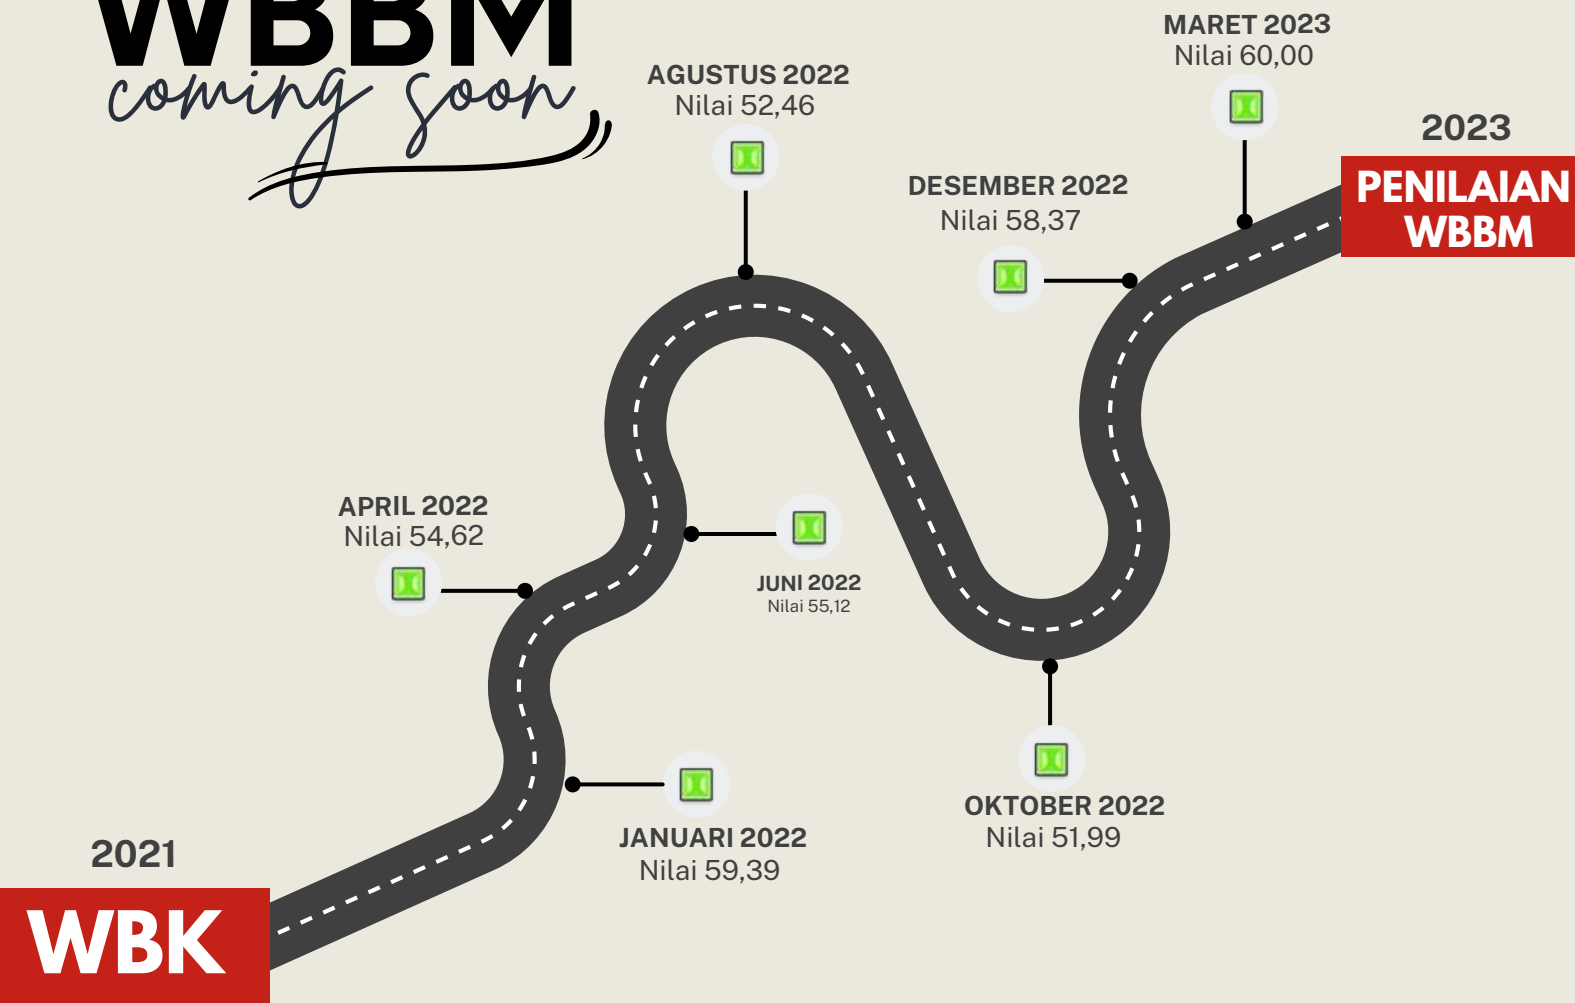 WBBM
coming soon
AGUSTUS 2022
Nilai 52,46
MARET 2023
Nilai 60,00
2023
PENILAIAN
WBBM
DESEMBER 2022
Nilai 58,37
APRIL 2022
Nilai 54,62
JUNI 2022
Nilai 55,12
OKTOBER 2022
Nilai 51,99
JANUARI 2022
Nilai 59,39
2021
WBK